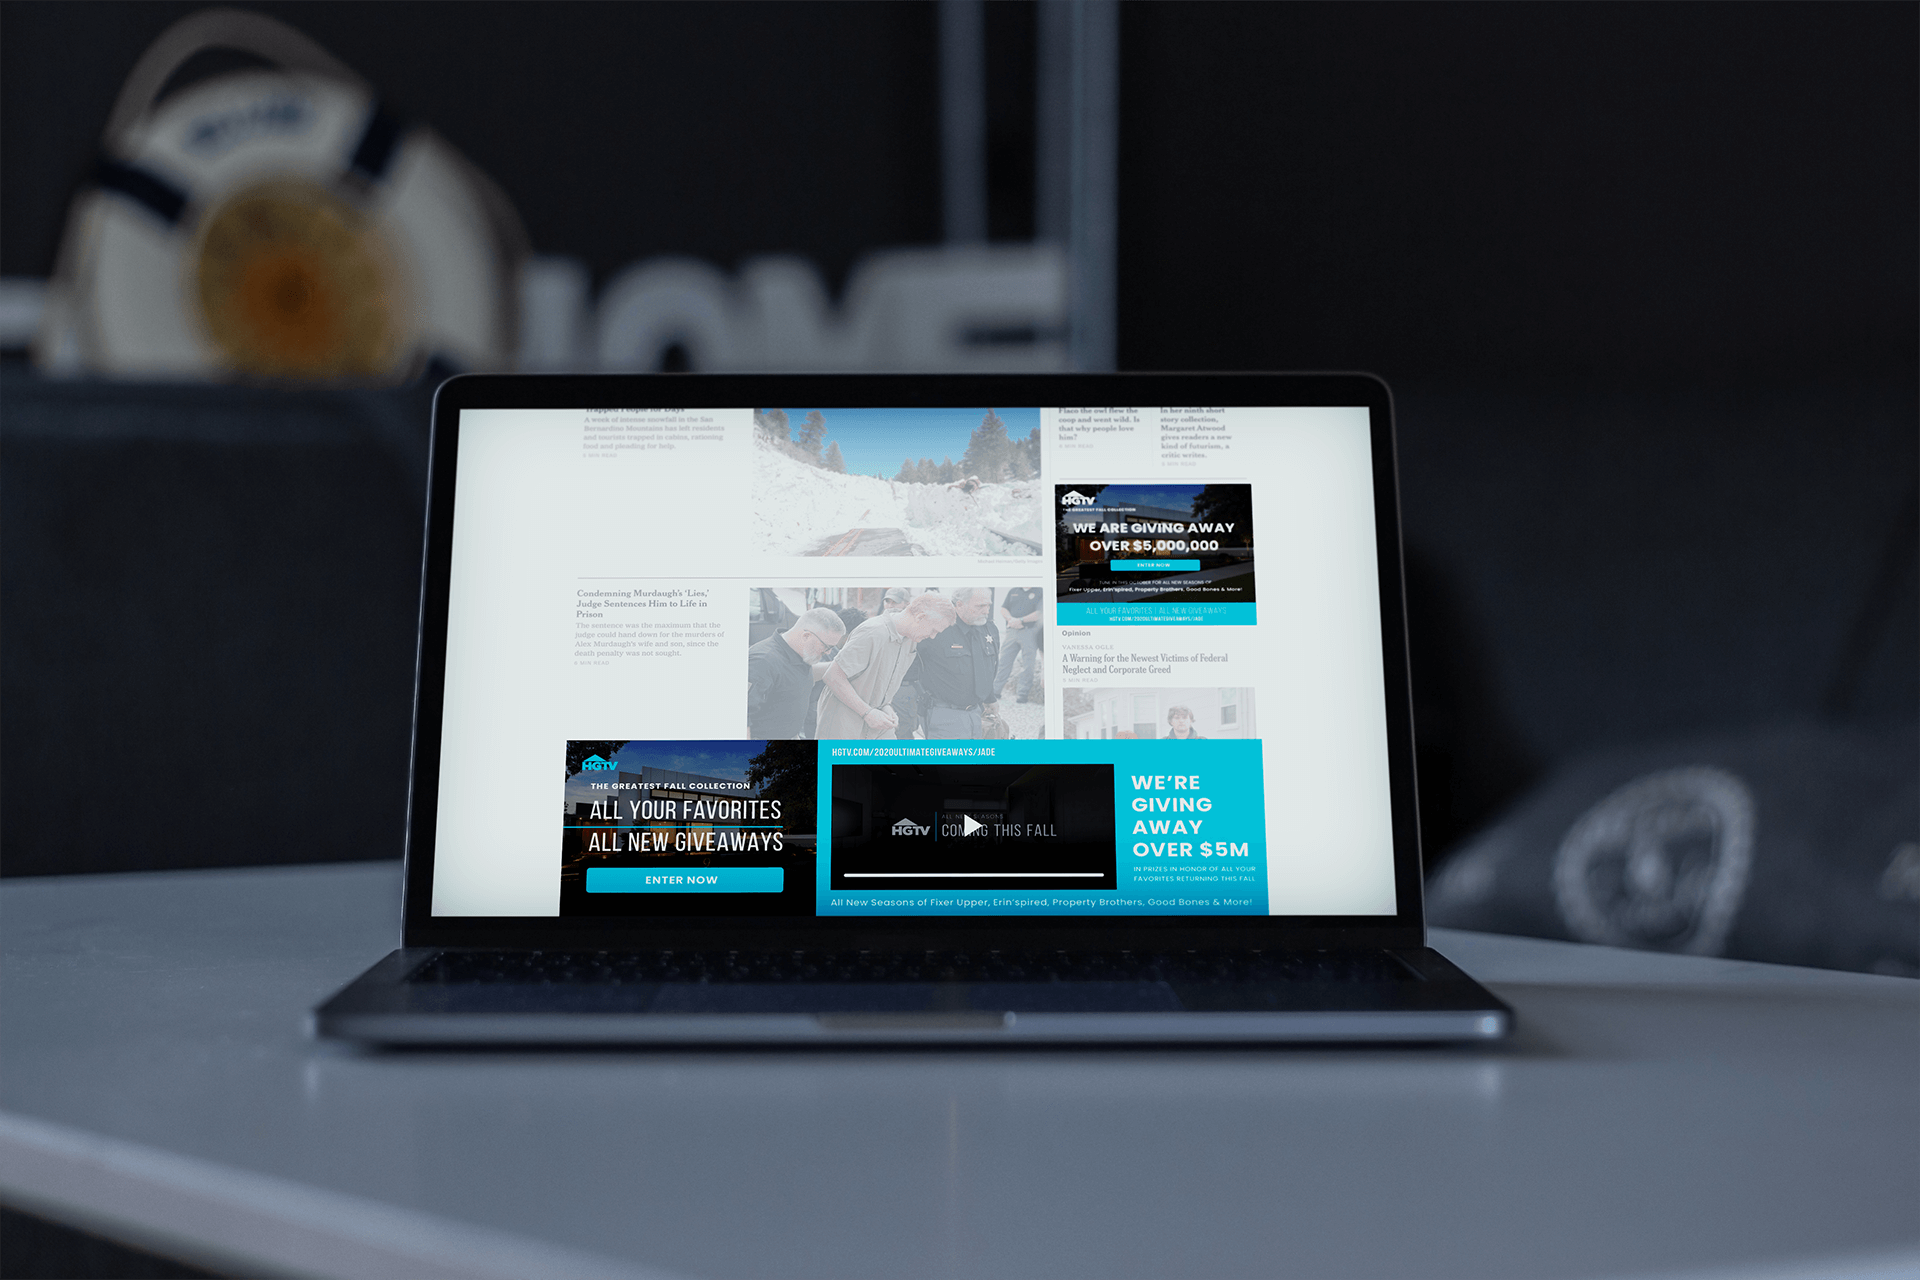 Trapped People for Days
A week of intense snowfall in the San
Bernardino Mountains has left residents
and tourists trapped in cabins, rationing
food and pleading for help.
6 MIN READ
Flaco the owl flew the
coop and went wild. Is
that why people love
him?
6 MIN READ
In her ninth short
story collection,
Margaret Atwood
gives readers a new
kind of futurism, a
critic writes.
5 MIN READ
HGTV
THE GREATEST FALL COLLECTION
WE ARE GIVING AWAY
OVER $5,000,000
ENTER NOW
TUNE IN THIS OCTOBER FOR ALL NEW SEASONS OF
Fixer Upper, Erin'spired, Property Brothers, Good Bones & More!
ALL YOUR FAVORITES | ALL NEW GIVEAWAYS
HGTV.COM/2020ULTIMATEGIVEAWAYS/JADE
Condemning Murdaugh's 'Lies,'
Judge Sentences Him to Life in
Prison
The sentence was the maximum that the
judge could hand down for the murders of
Alex Murdaugh's wife and son, since the
death penalty was not sought.
8 MIN READ
Opinion
VANESSA OGLE
A Warning for the Newest Victims of Federal
Neglect and Corporate Greed
5 MIN READ
HGTV
THE GREATEST FALL COLLECTION
ALL YOUR FAVORITES
ALL NEW GIVEAWAYS
ENTER NOW
HGTV.COM/2020ULTIMATEGIVEAWAYS/JADE
HGTV
ALL NEW SEASONS
COMING THIS FALL
WE'RE
GIVING
AWAY
OVER $5M
IN PRIZES IN HONOR OF ALL YOUR
FAVORITES RETURNING THIS FALL
All New Seasons of Fixer Upper, Erin'spired, Property Brothers, Good Bones & More!